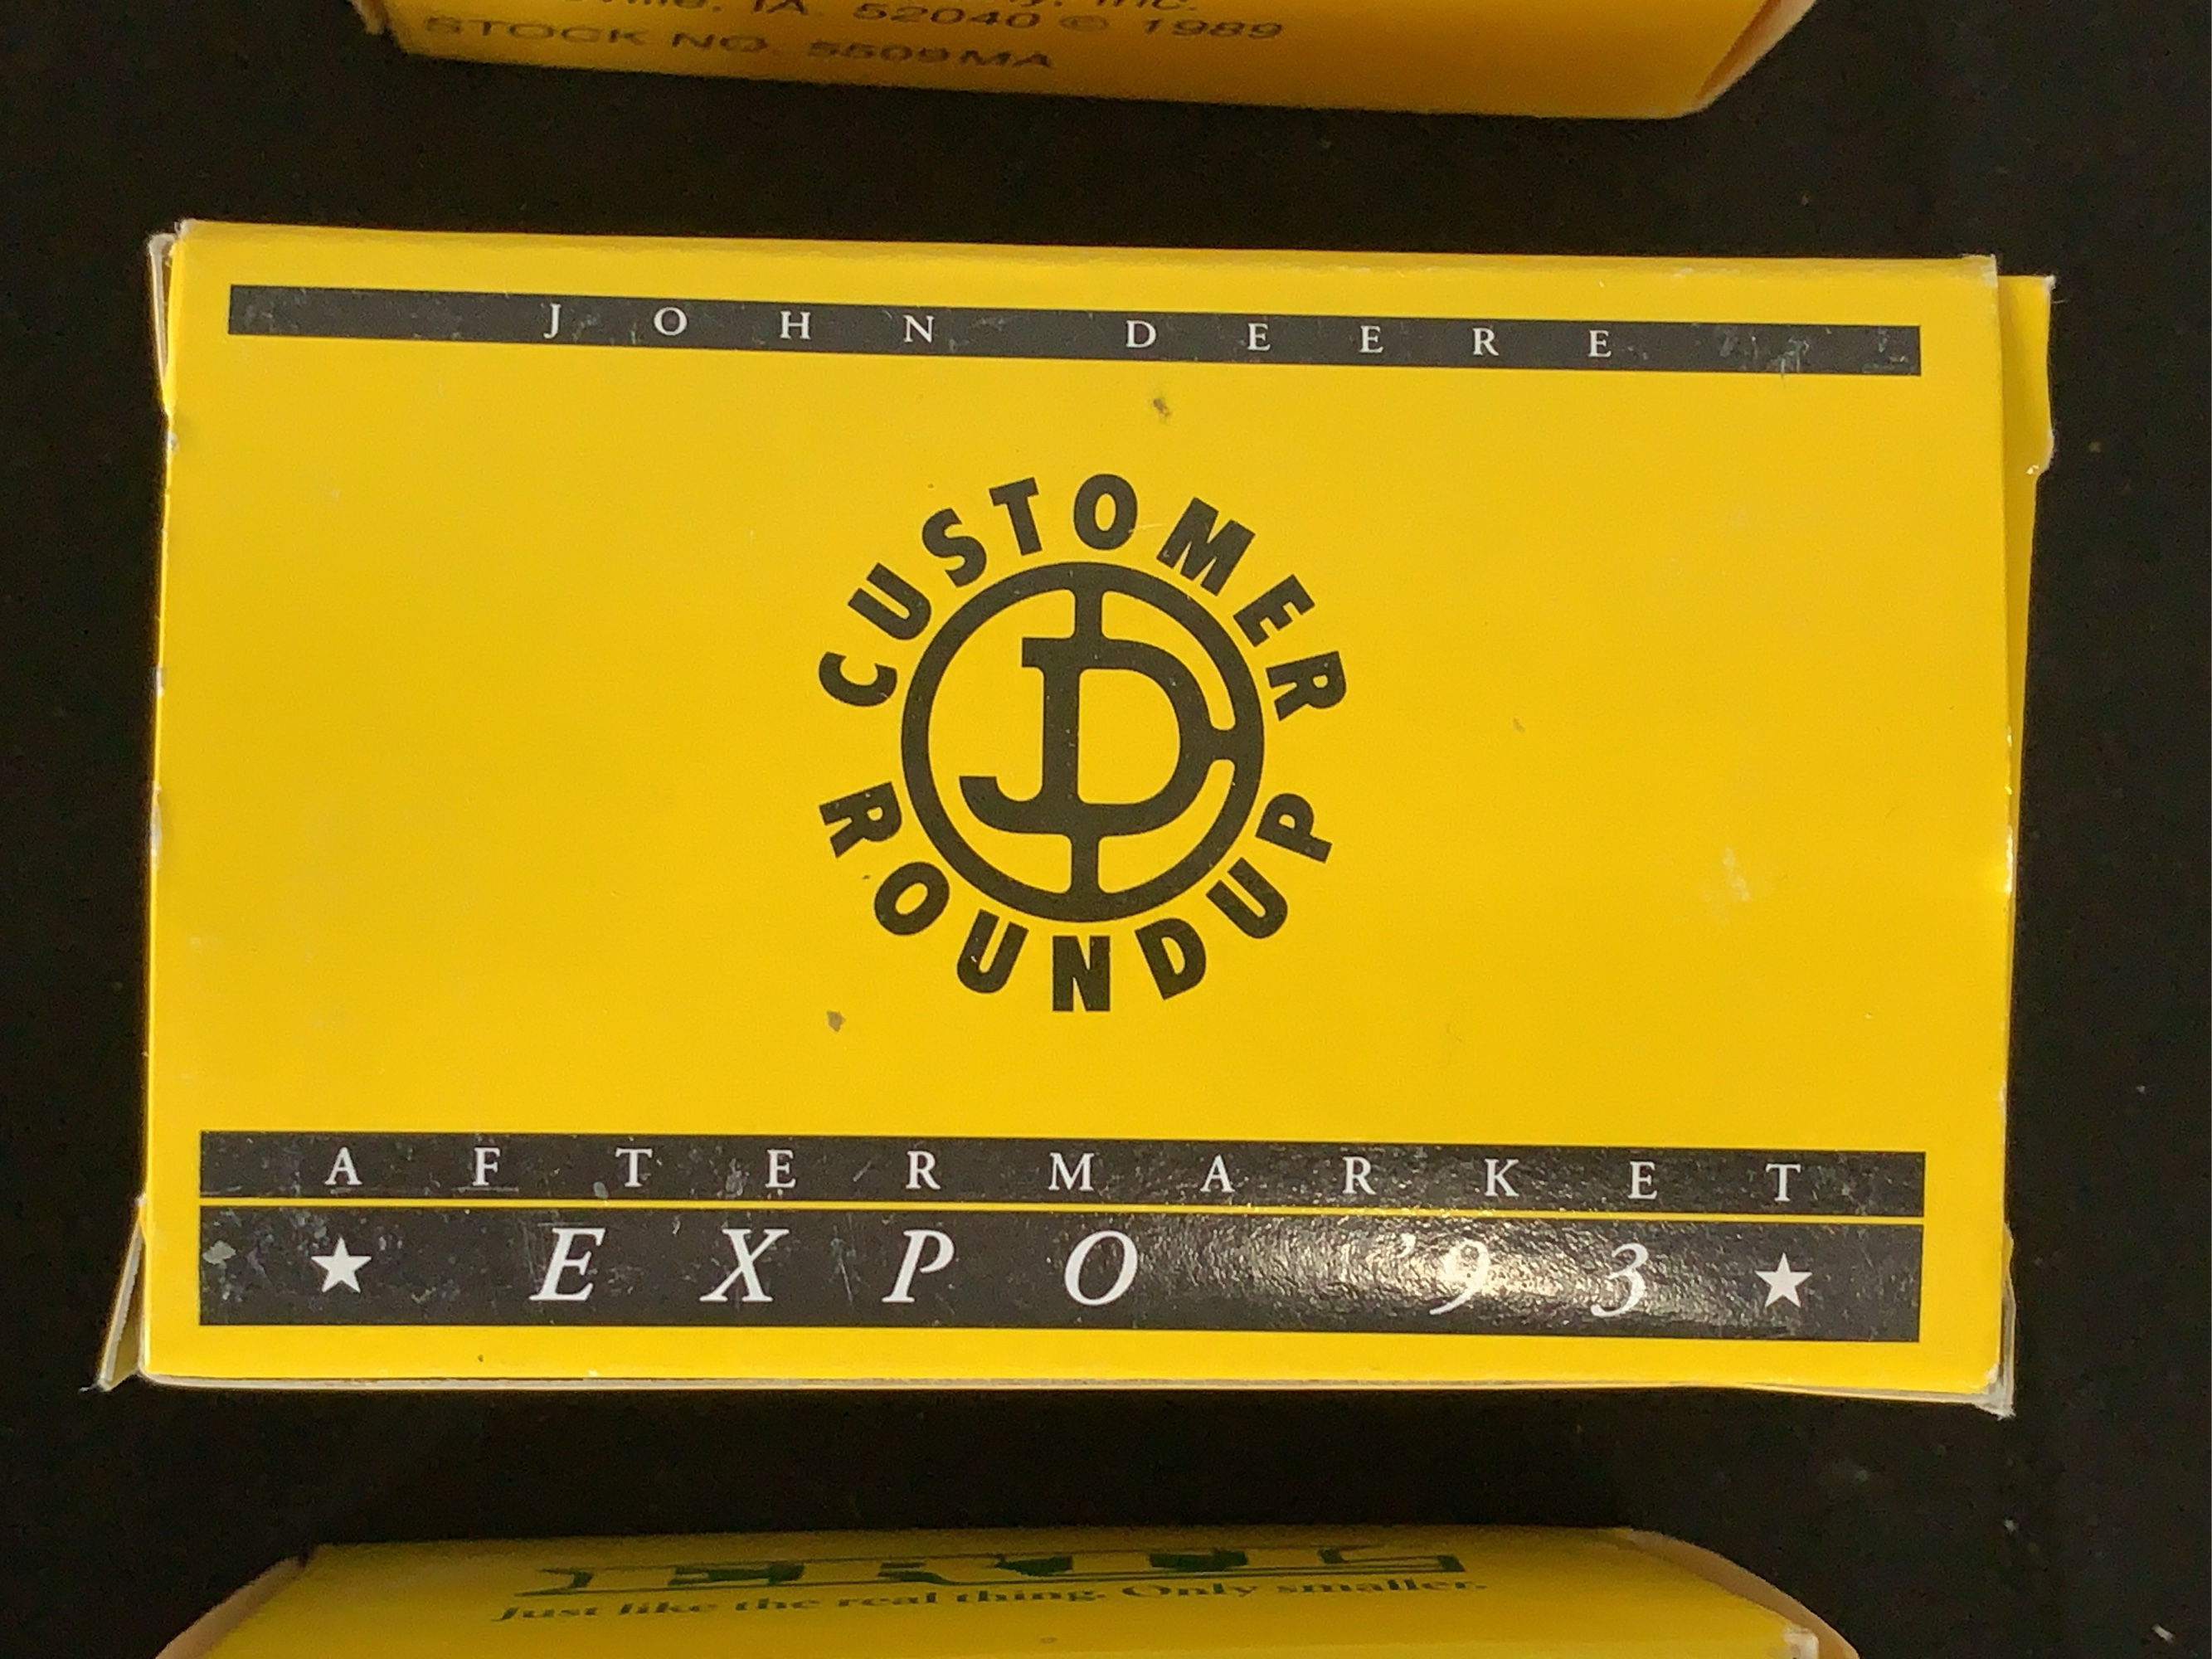 IA 52040 © 1989
STOCK NO. 5509MA
JOHN DEERE
CUSTOMER
JD
ROUNDUP
AFTERMARKET
★ EXPO '93 ★
ERTL
Just like the real thing. Only smaller.